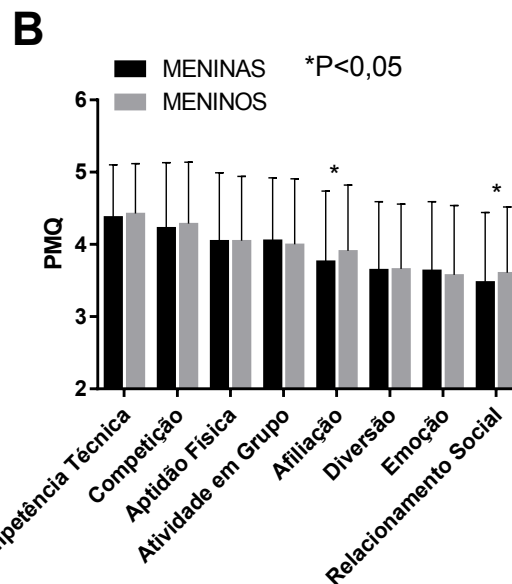 B
MENINAS
MENINOS
*P<0,05
6
5
4
3
2
PMQ
*
*
mpetência Técnica
Competição
Aptidão Física
Atividade em Grupo
Afiliação
Diversão
Emoção
Relacionamento Social